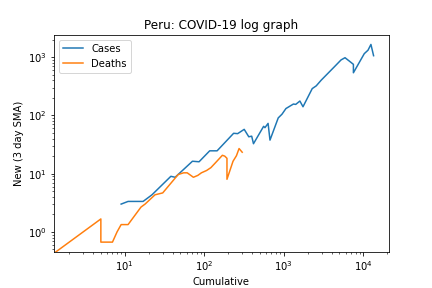 Peru: COVID-19 log graph
Cases
Deaths
New (3 day SMA)
10³
10²
10¹
10⁰
10¹ 10² 10³ 10⁴
Cumulative